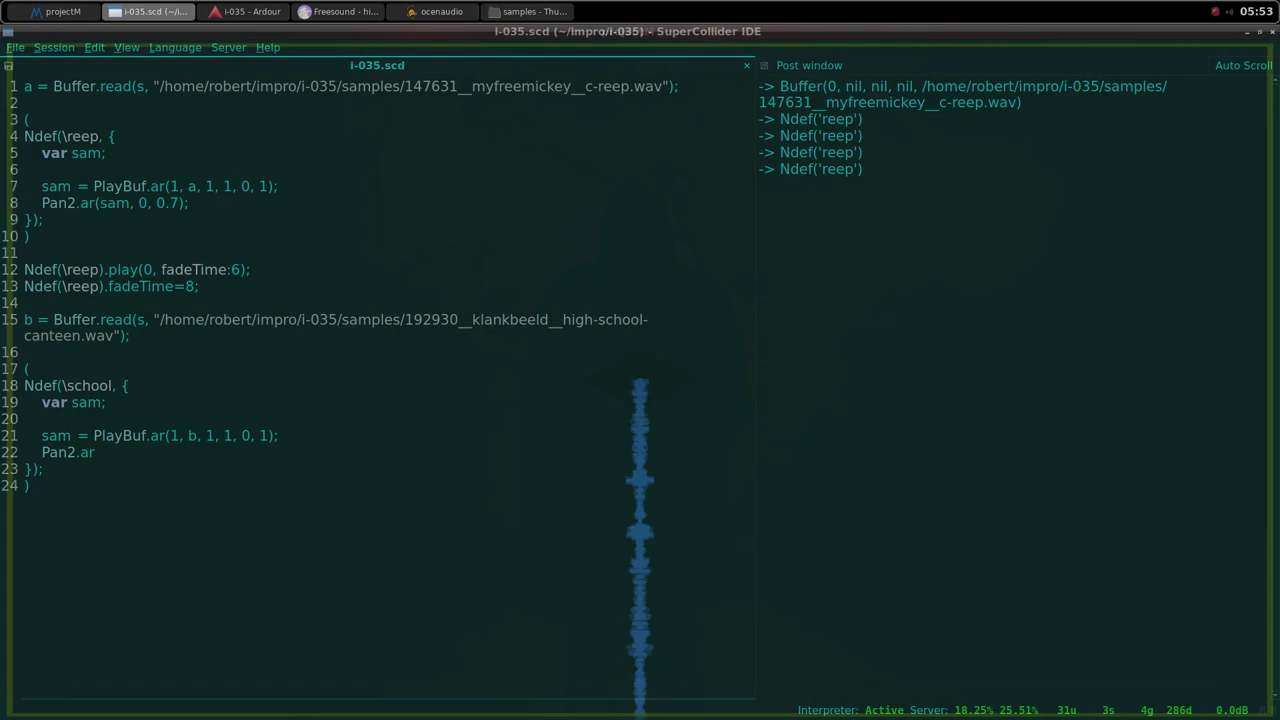 projectM
i-035.scd (~/i...
i-035 - Ardour
Freesound - hi...
ocenaudio
samples - Thu...
05:53
i-035.scd (~/impro/i-035) - SuperCollider IDE
File Session Edit View Language Server Help
i-035.scd
Post window
Auto Scroll
1 a = Buffer.read(s, "/home/robert/impro/i-035/samples/147631__myfreemickey__c-reep.wav");
2
3 (
4 Ndef(\reep, {
5 var sam;
6
7 sam = PlayBuf.ar(1, a, 1, 1, 0, 1);
8 Pan2.ar(sam, 0, 0.7);
9 });
10 )
11
12 Ndef(\reep).play(0, fadeTime:6);
13 Ndef(\reep).fadeTime=8;
14
15 b = Buffer.read(s, "/home/robert/impro/i-035/samples/192930__klankbeeld__high-school-
canteen.wav");
16
17 (
18 Ndef(\school, {
19 var sam;
20
21 sam = PlayBuf.ar(1, b, 1, 1, 0, 1);
22 Pan2.ar
23 });
24 )
-> Buffer(0, nil, nil, nil, /home/robert/impro/i-035/samples/
147631__myfreemickey__c-reep.wav)
-> Ndef('reep')
-> Ndef('reep')
-> Ndef('reep')
-> Ndef('reep')
Interpreter: Active Server: 18.25% 25.51% 31u 3s 4g 286d 0.0dB